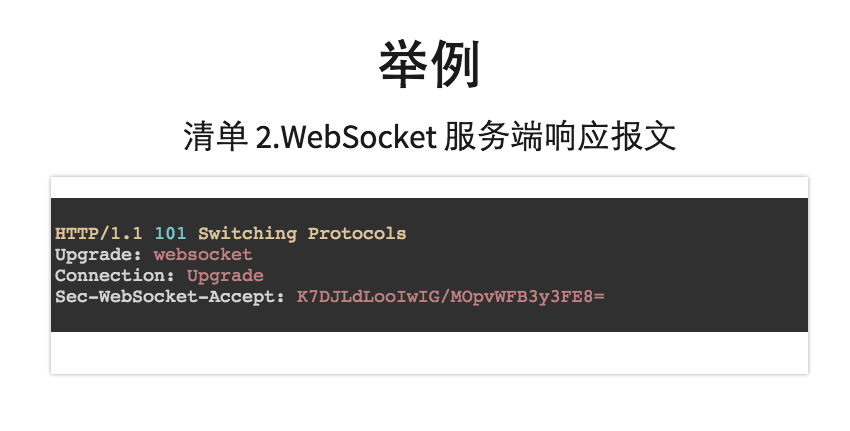 举例
清单 2.WebSocket 服务端响应报文
HTTP/1.1 101 Switching Protocols
Upgrade: websocket
Connection: Upgrade
Sec-WebSocket-Accept: K7DJLdLooIwIG/MOpvWFB3y3FE8=